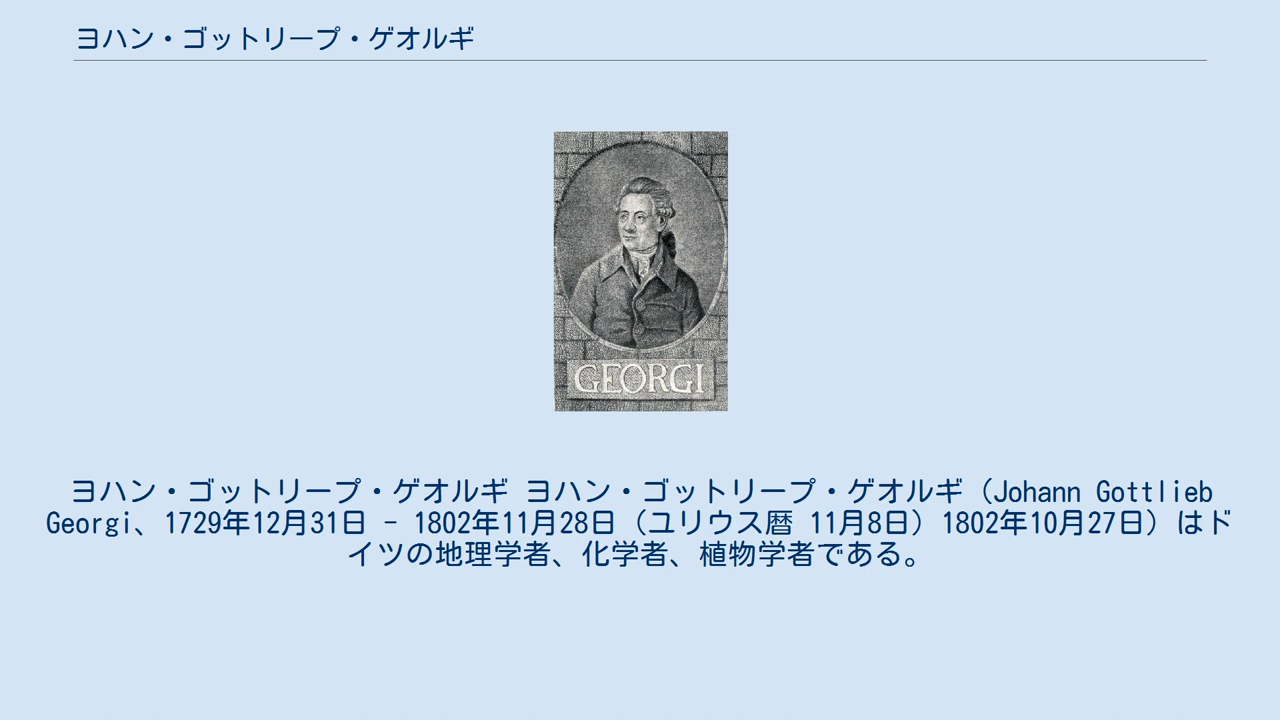 ヨハン・ゴットリープ・ゲオルギ
GEORGI
ヨハン・ゴットリープ・ゲオルギ ヨハン・ゴットリープ・ゲオルギ（Johann Gottlieb
Georgi、1729年12月31日 – 1802年11月28日（ユリウス暦 11月8日）1802年10月27日）はド
イツの地理学者、化学者、植物学者である。